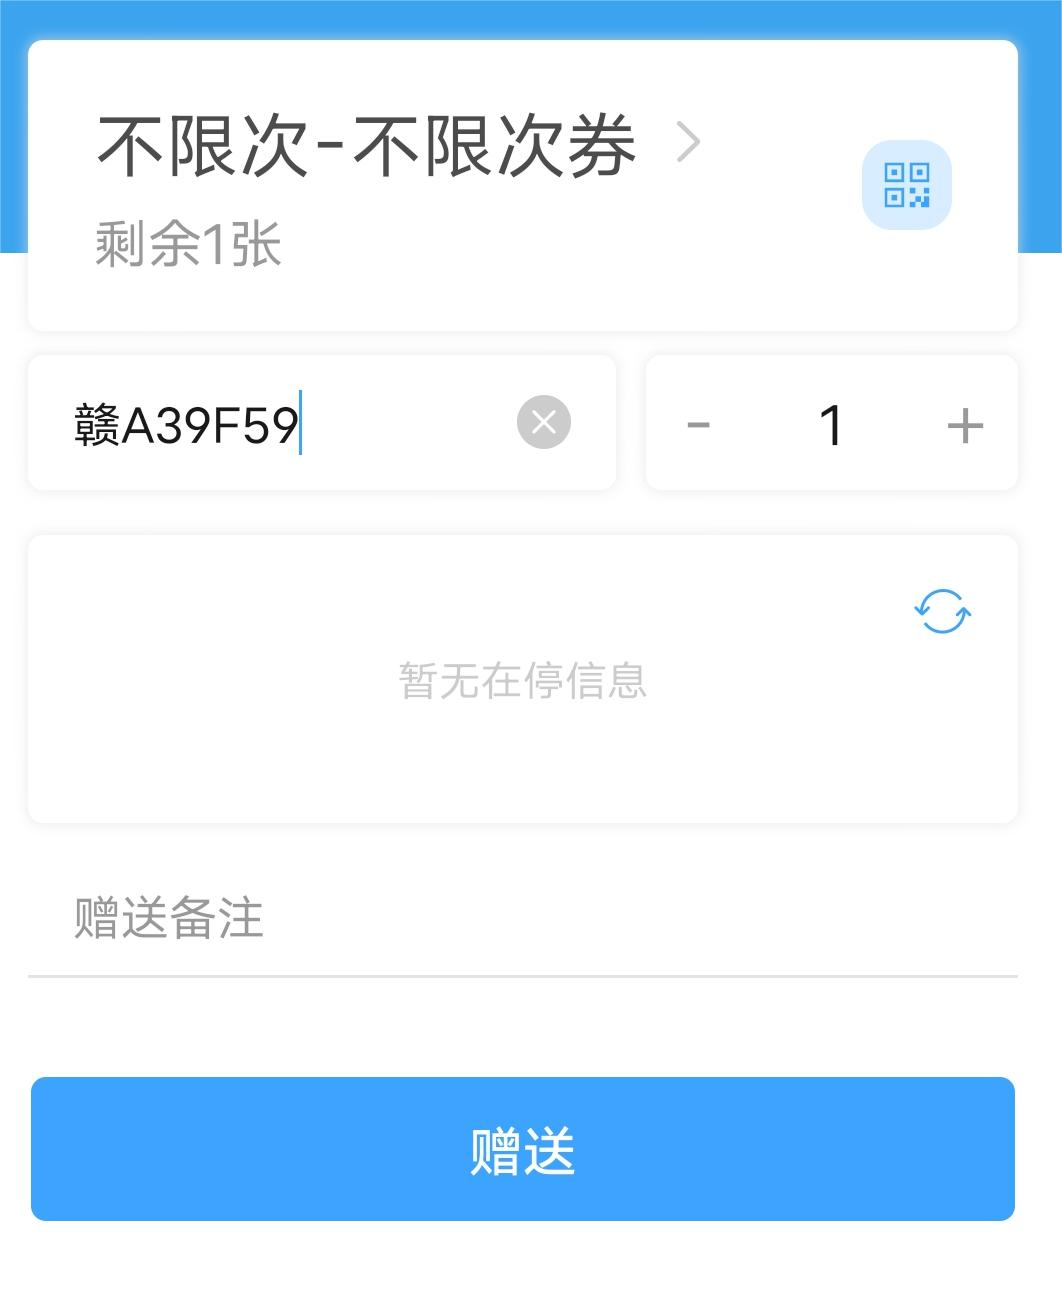 不限次-不限次券
剩余1张
赣A39F59
- 1 +
暂无在停信息
赠送备注
赠送